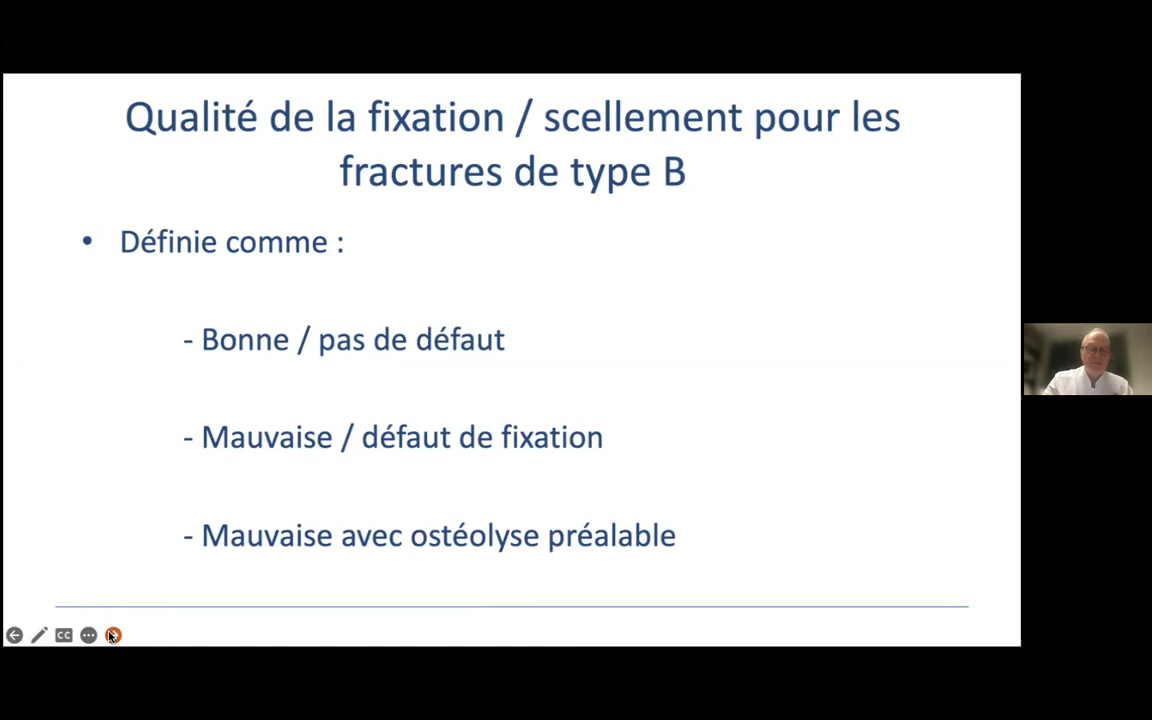 Qualité de la fixation / scellement pour les
fractures de type B
• Définie comme :
- Bonne / pas de défaut
- Mauvaise / défaut de fixation
- Mauvaise avec ostéolyse préalable
CC